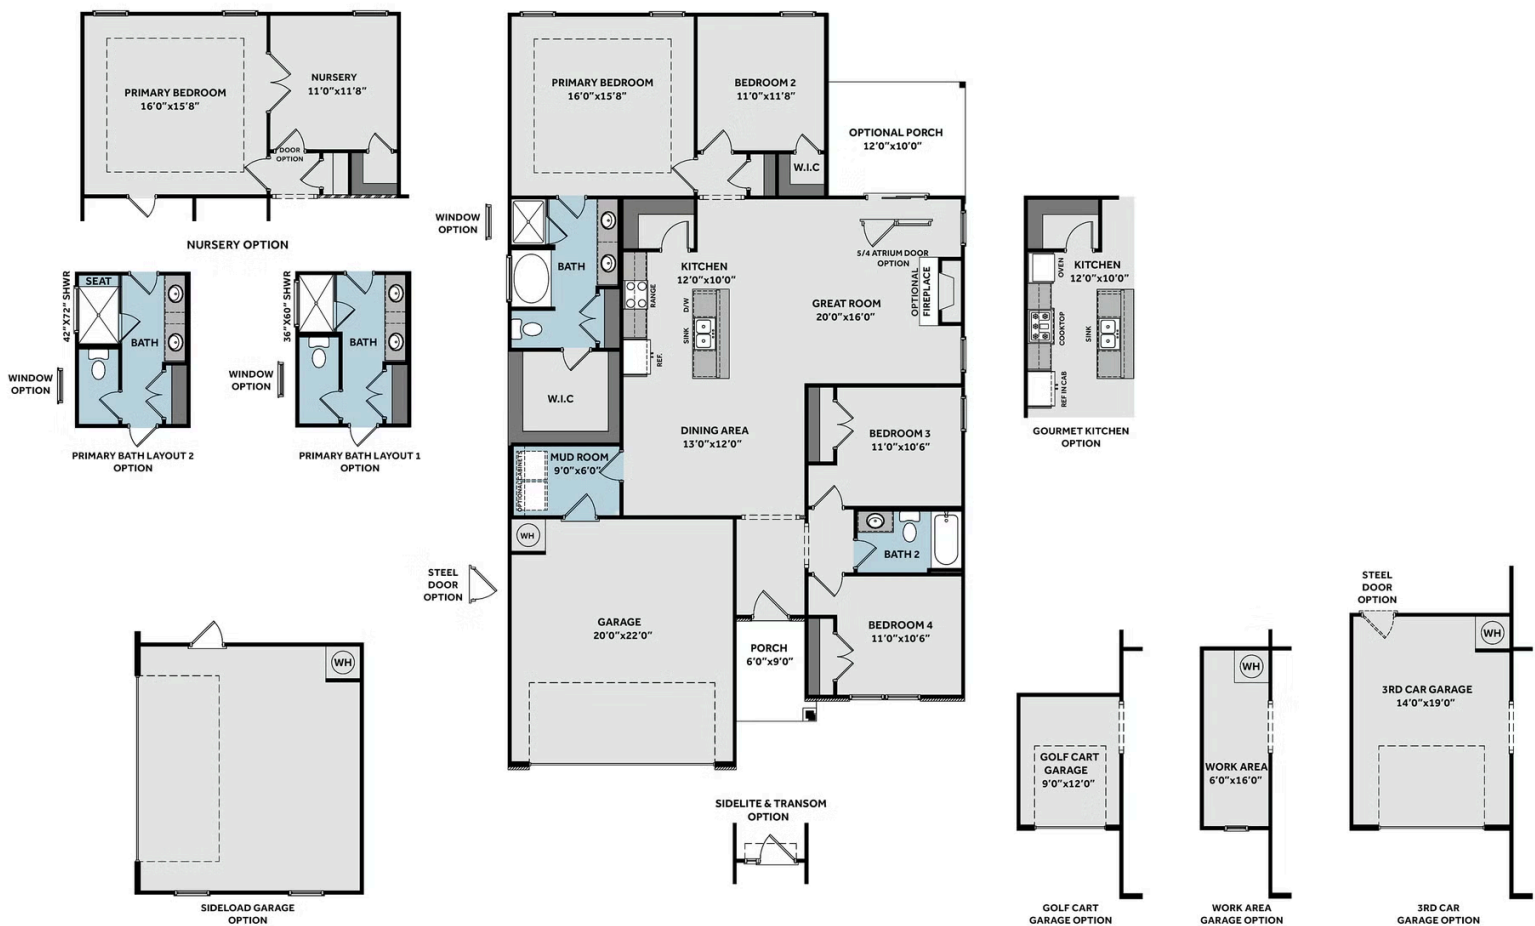 PRIMARY BEDROOM
16'0"x15'8"
NURSERY
11'0"x11'8"
DOOR
OPTION
NURSERY OPTION
42"X72" SHWR
SEAT
BATH
WINDOW
OPTION
PRIMARY BATH LAYOUT 2
OPTION
36"X60" SHWR
BATH
WINDOW
OPTION
PRIMARY BATH LAYOUT 1
OPTION
PRIMARY BEDROOM
16'0"x15'8"
BEDROOM 2
11'0"x11'8"
W.I.C
OPTIONAL PORCH
12'0"x10'0"
WINDOW
OPTION
BATH
KITCHEN
12'0"x10'0"
RANGE
D/W
SINK
REF.
5/4 ATRIUM DOOR
OPTION
GREAT ROOM
20'0"x16'0"
OPTIONAL
FIREPLACE
W.I.C
DINING AREA
13'0"x12'0"
BEDROOM 3
11'0"x10'6"
MUD ROOM
9'0"x6'0"
OPTIONAL CABINETS
WH
BATH 2
STEEL
DOOR
OPTION
GARAGE
20'0"x22'0"
PORCH
6'0"x9'0"
BEDROOM 4
11'0"x10'6"
SIDELITE & TRANSOM
OPTION
OVEN
KITCHEN
12'0"x10'0"
COOKTOP
SINK
REF IN CAB
GOURMET KITCHEN
OPTION
WH
SIDELOAD GARAGE
OPTION
GOLF CART
GARAGE
9'0"x12'0"
GOLF CART
GARAGE OPTION
WH
WORK AREA
6'0"x16'0"
WORK AREA
GARAGE OPTION
STEEL
DOOR
OPTION
WH
3RD CAR GARAGE
14'0"x19'0"
3RD CAR
GARAGE OPTION